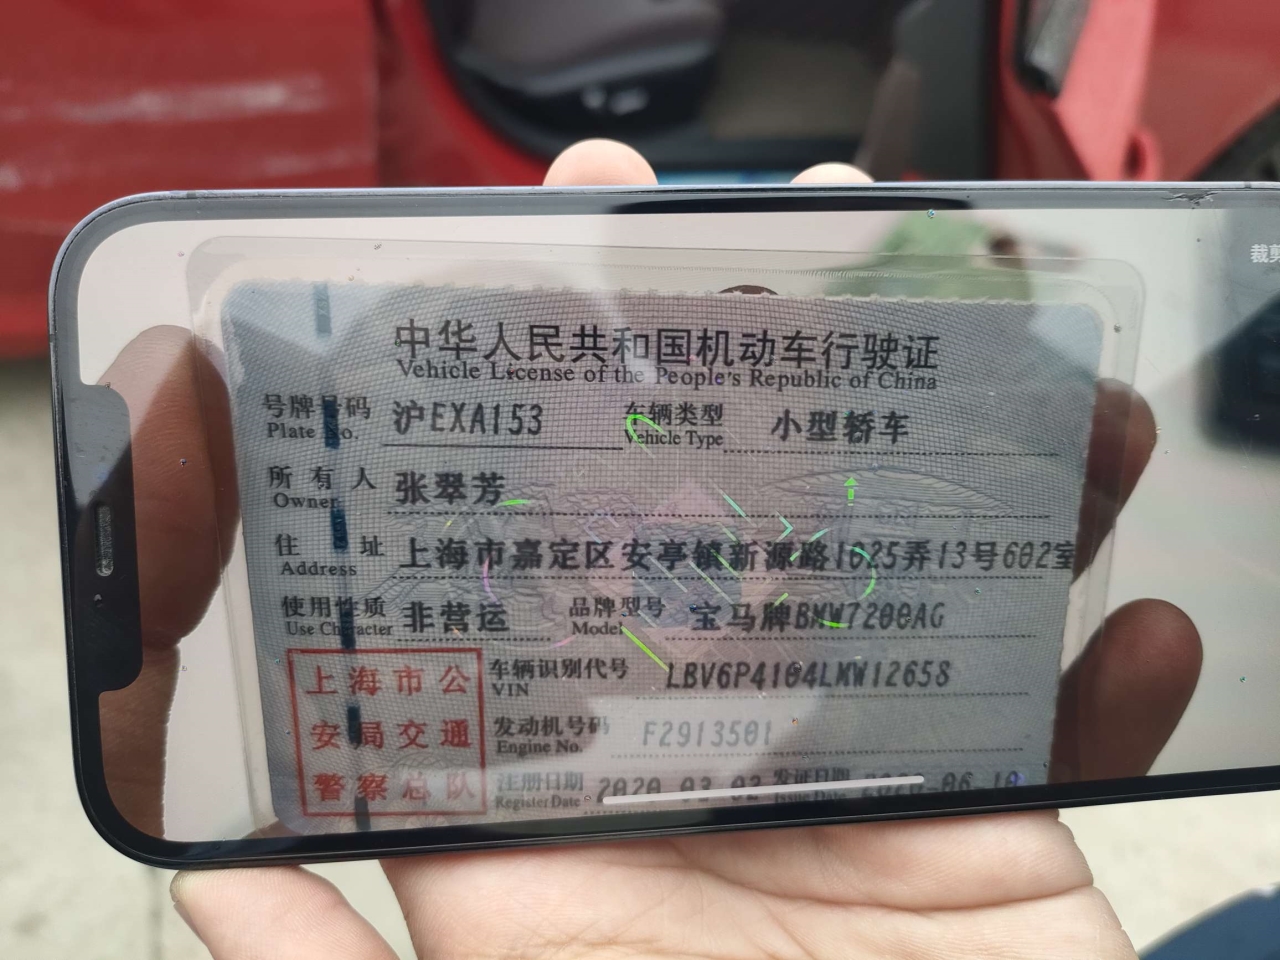 裁剪
中华人民共和国机动车行驶证
Vehicle License of the People's Republic of China
号牌号码 沪EXA153 车辆类型 小型轿车
Plate No. Vehicle Type
所有人 张翠芳
Owner
住址 上海市嘉定区安亭镇新源路1025弄13号602室
Address
使用性质 非营运 品牌型号 宝马牌BMW7200AG
Use Character Model
上海市公 车辆识别代号 LBV6P4104LMW12658
VIN
安局交通 发动机号码 F2913501
Engine No.
警察总队 注册日期 2020-03-02 发证日期 2020-06-10
Register Date Issue Date